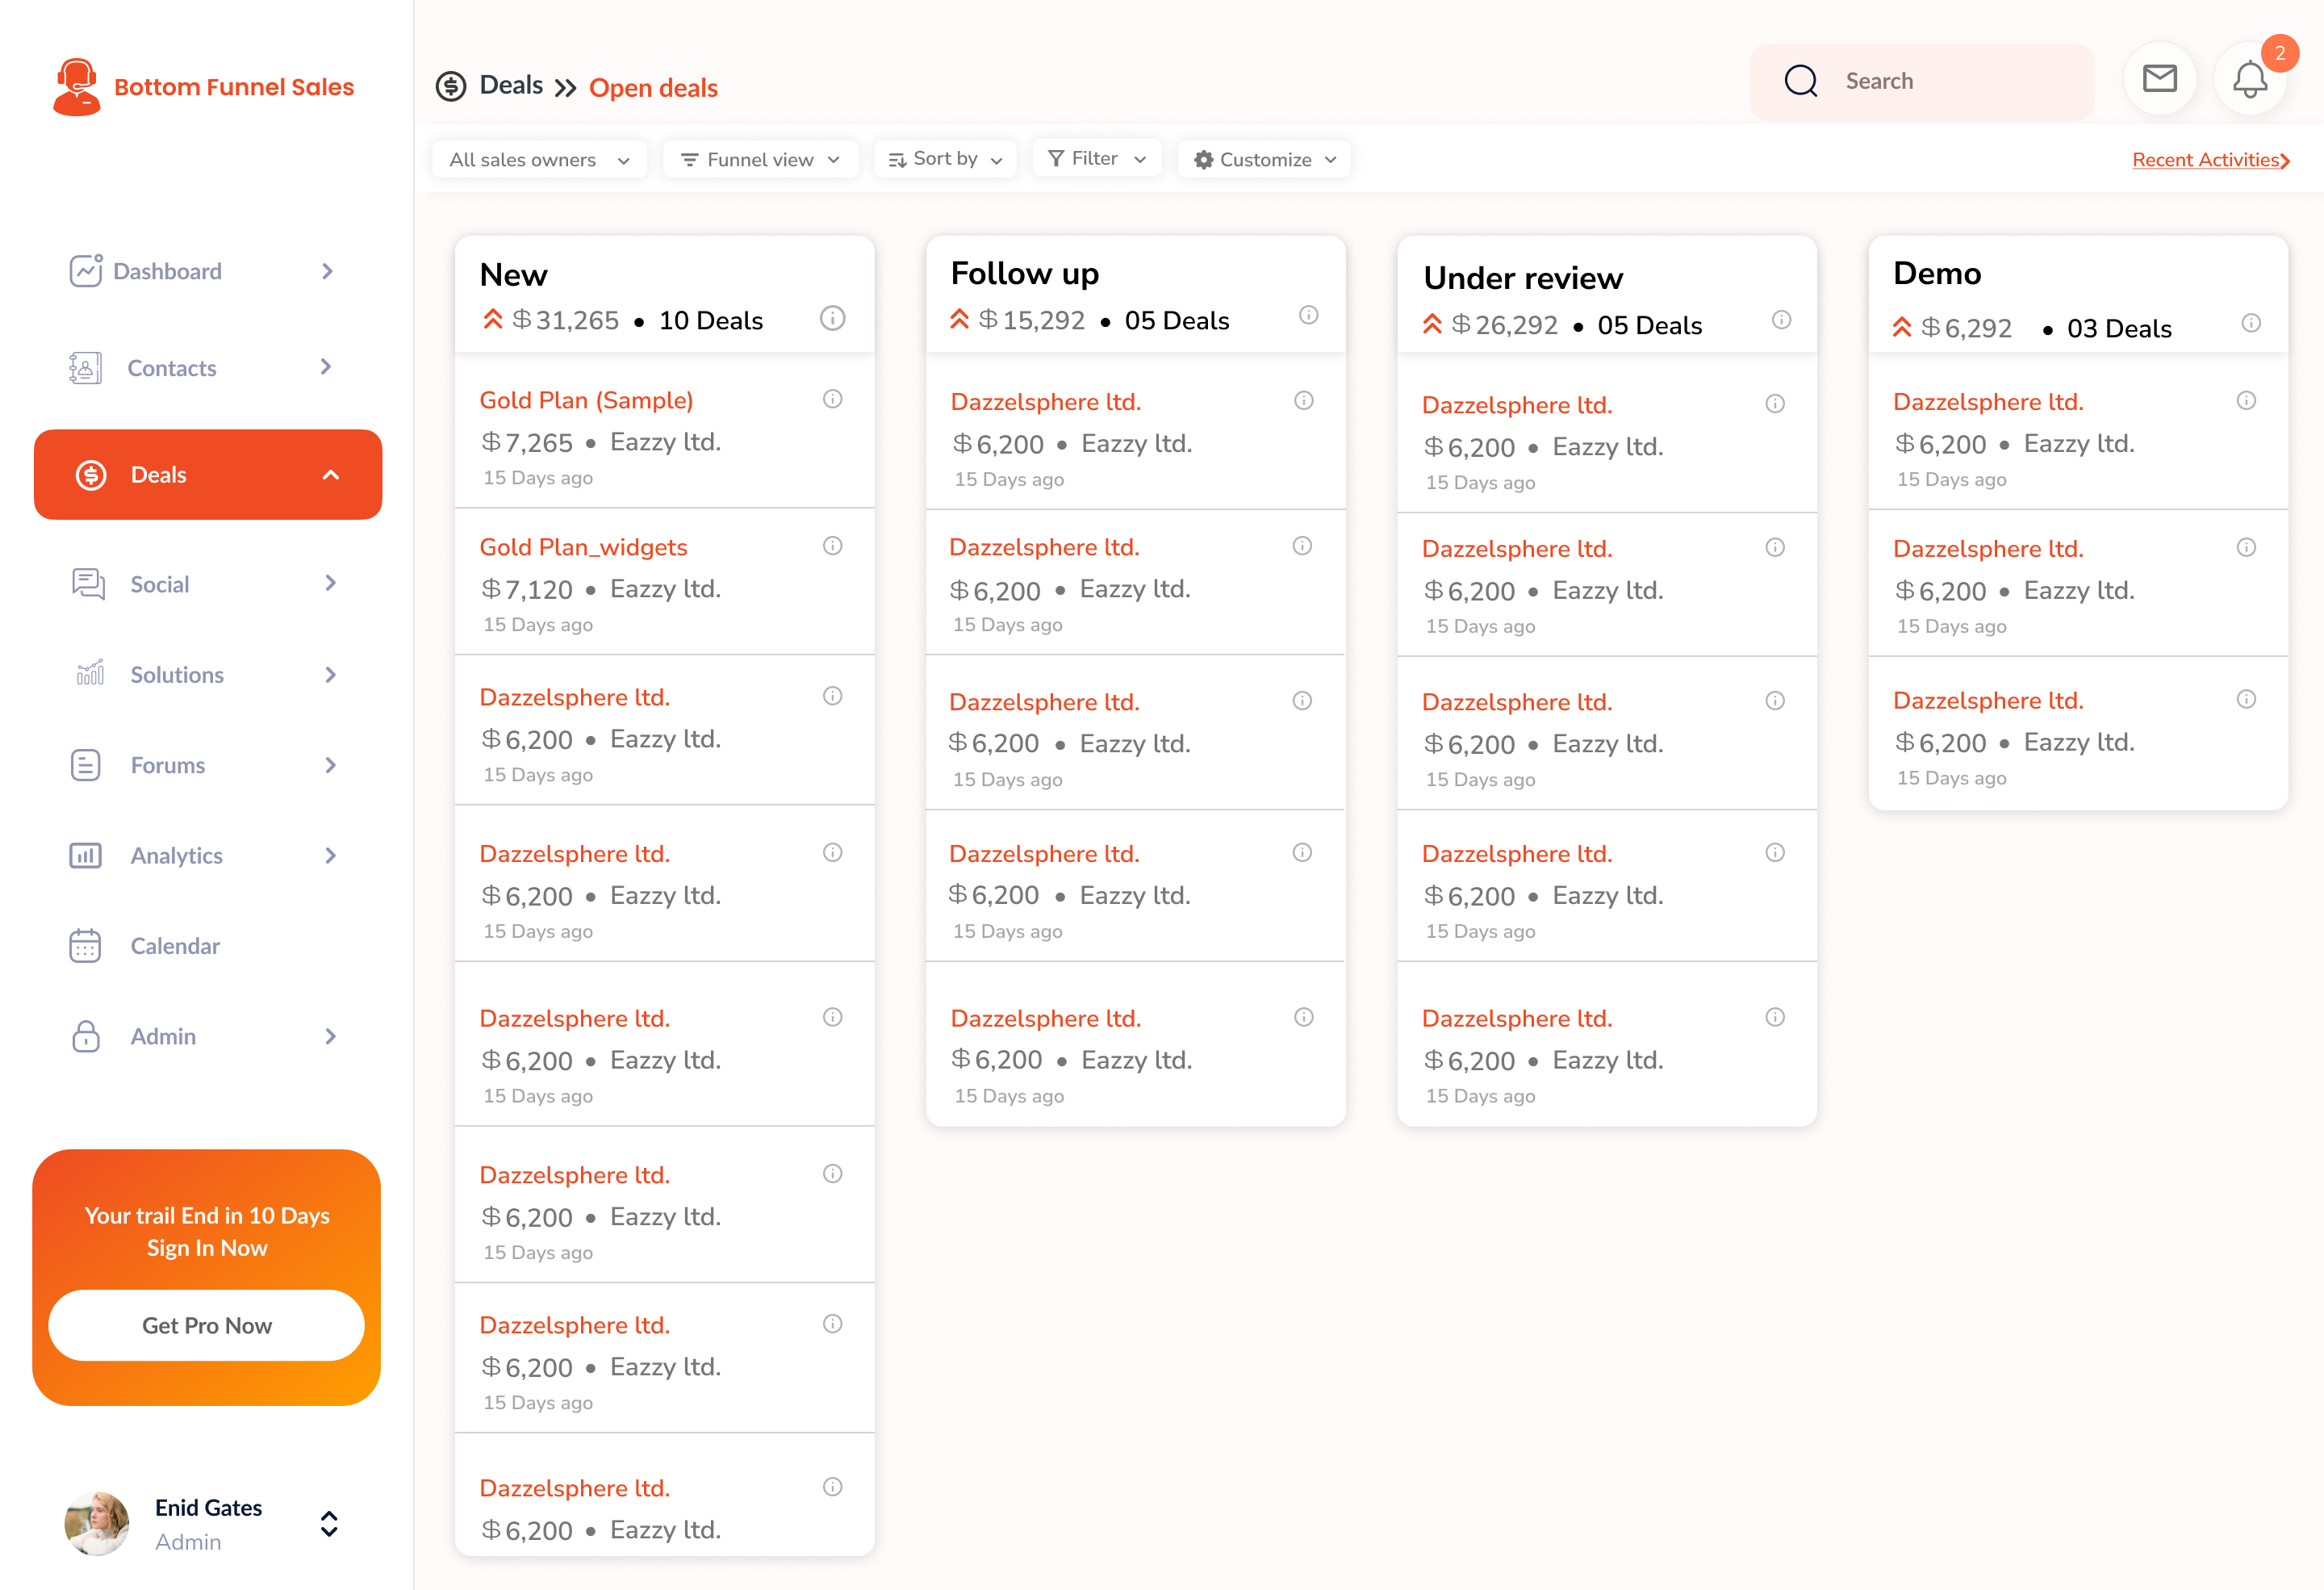 Bottom Funnel Sales
Dashboard
Contacts
Deals
Social
Solutions
Forums
Analytics
Calendar
Admin
Your trail End in 10 Days
Sign In Now
Get Pro Now
Enid Gates
Admin
Deals
Open deals
Search
2
All sales owners
Funnel view
Sort by
Filter
Customize
Recent Activities
New
$31,265 • 10 Deals
Gold Plan (Sample)
$7,265 • Eazzy ltd.
15 Days ago
Gold Plan_widgets
$7,120 • Eazzy ltd.
15 Days ago
Dazzelsphere ltd.
$6,200 • Eazzy ltd.
15 Days ago
Dazzelsphere ltd.
$6,200 • Eazzy ltd.
15 Days ago
Dazzelsphere ltd.
$6,200 • Eazzy ltd.
15 Days ago
Dazzelsphere ltd.
$6,200 • Eazzy ltd.
15 Days ago
Dazzelsphere ltd.
$6,200 • Eazzy ltd.
15 Days ago
Dazzelsphere ltd.
$6,200 • Eazzy ltd.
Follow up
$15,292 • 05 Deals
Dazzelsphere ltd.
$6,200 • Eazzy ltd.
15 Days ago
Dazzelsphere ltd.
$6,200 • Eazzy ltd.
15 Days ago
Dazzelsphere ltd.
$6,200 • Eazzy ltd.
15 Days ago
Dazzelsphere ltd.
$6,200 • Eazzy ltd.
15 Days ago
Dazzelsphere ltd.
$6,200 • Eazzy ltd.
15 Days ago
Under review
$26,292 • 05 Deals
Dazzelsphere ltd.
$6,200 • Eazzy ltd.
15 Days ago
Dazzelsphere ltd.
$6,200 • Eazzy ltd.
15 Days ago
Dazzelsphere ltd.
$6,200 • Eazzy ltd.
15 Days ago
Dazzelsphere ltd.
$6,200 • Eazzy ltd.
15 Days ago
Dazzelsphere ltd.
$6,200 • Eazzy ltd.
15 Days ago
Demo
$6,292 • 03 Deals
Dazzelsphere ltd.
$6,200 • Eazzy ltd.
15 Days ago
Dazzelsphere ltd.
$6,200 • Eazzy ltd.
15 Days ago
Dazzelsphere ltd.
$6,200 • Eazzy ltd.
15 Days ago